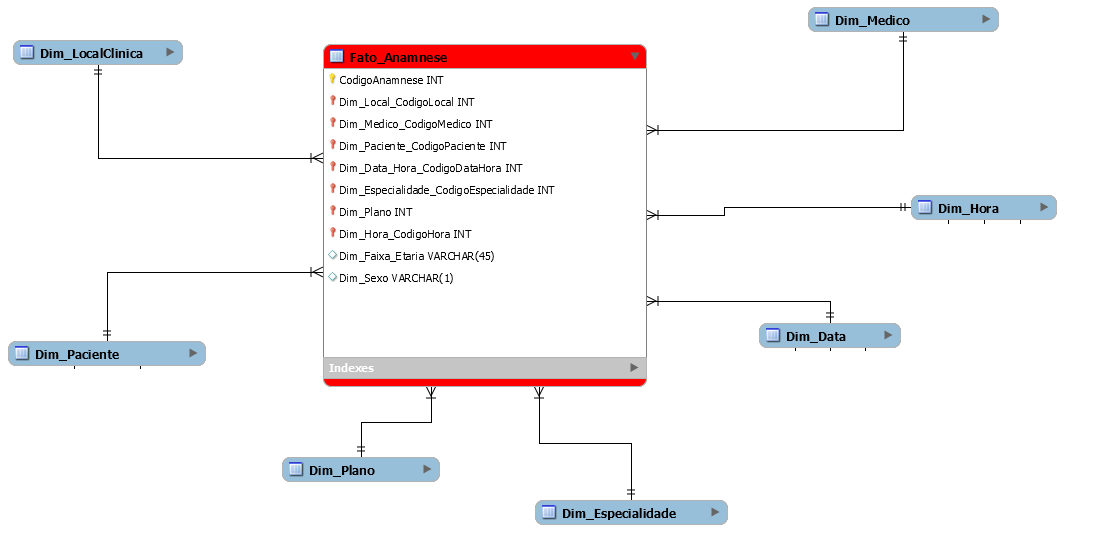 Dim_Medico
Dim_LocalClinica
Fato_Anamnese
CodigoAnamnese INT
Dim_Local_CodigoLocal INT
Dim_Medico_CodigoMedico INT
Dim_Paciente_CodigoPaciente INT
Dim_Data_Hora_CodigoDataHora INT
Dim_Especialidade_CodigoEspecialidade INT
Dim_Plano INT
Dim_Hora_CodigoHora INT
Dim_Faixa_Etaria VARCHAR(45)
Dim_Sexo VARCHAR(1)
Indexes
Dim_Hora
Dim_Data
Dim_Paciente
Dim_Plano
Dim_Especialidade